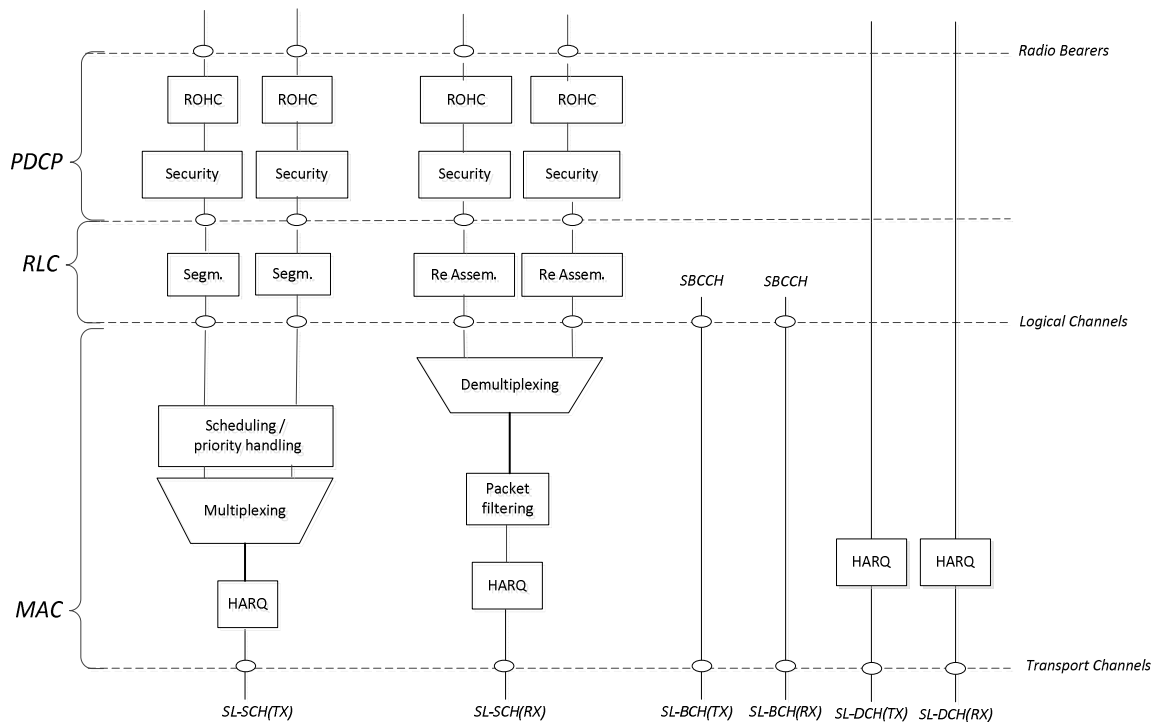 Radio Bearers
ROHC ROHC ROHC ROHC
PDCP
Security Security Security Security
RLC
Segm. Segm. Re Assem. Re Assem.
SBCCH SBCCH
Logical Channels
Demultiplexing
Scheduling /
priority handling
Packet
filtering
Multiplexing
HARQ HARQ
HARQ
HARQ
MAC
Transport Channels
SL-SCH(TX) SL-SCH(RX) SL-BCH(TX) SL-BCH(RX) SL-DCH(TX) SL-DCH(RX)